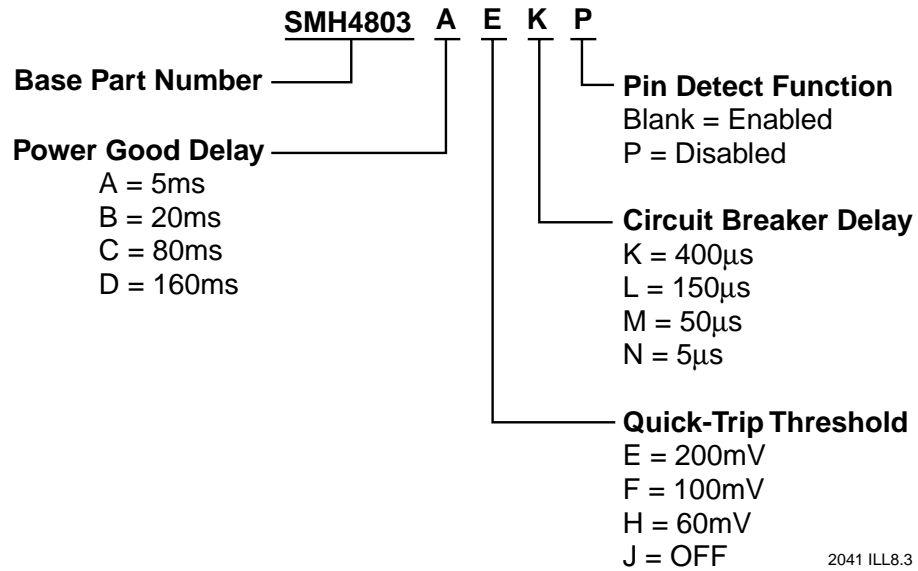 SMH4803 A E K P
Base Part Number
Power Good Delay
A = 5ms
B = 20ms
C = 80ms
D = 160ms
Pin Detect Function
Blank = Enabled
P = Disabled
Circuit Breaker Delay
K = 400μs
L = 150μs
M = 50μs
N = 5μs
Quick-Trip Threshold
E = 200mV
F = 100mV
H = 60mV
J = OFF
2041 ILL8.3